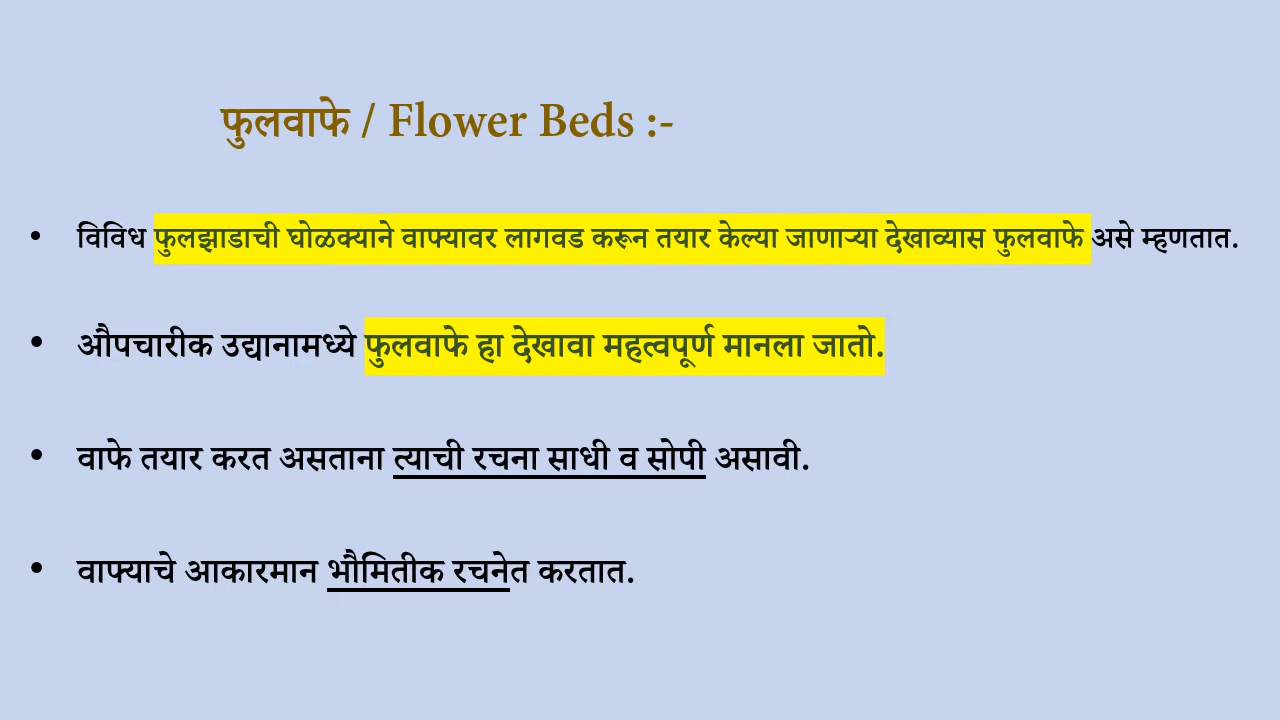 फुलवाफे / Flower Beds :-
• विविध फुलझाडाची घोळक्याने वाफ्यावर लागवड करून तयार केल्या जाणाऱ्या देखाव्यास फुलवाफे असे म्हणतात.
• औपचारीक उद्यानामध्ये फुलवाफे हा देखावा महत्वपूर्ण मानला जातो.
• वाफे तयार करत असताना त्याची रचना साधी व सोपी असावी.
• वाफ्याचे आकारमान भौमितीक रचनेत करतात.